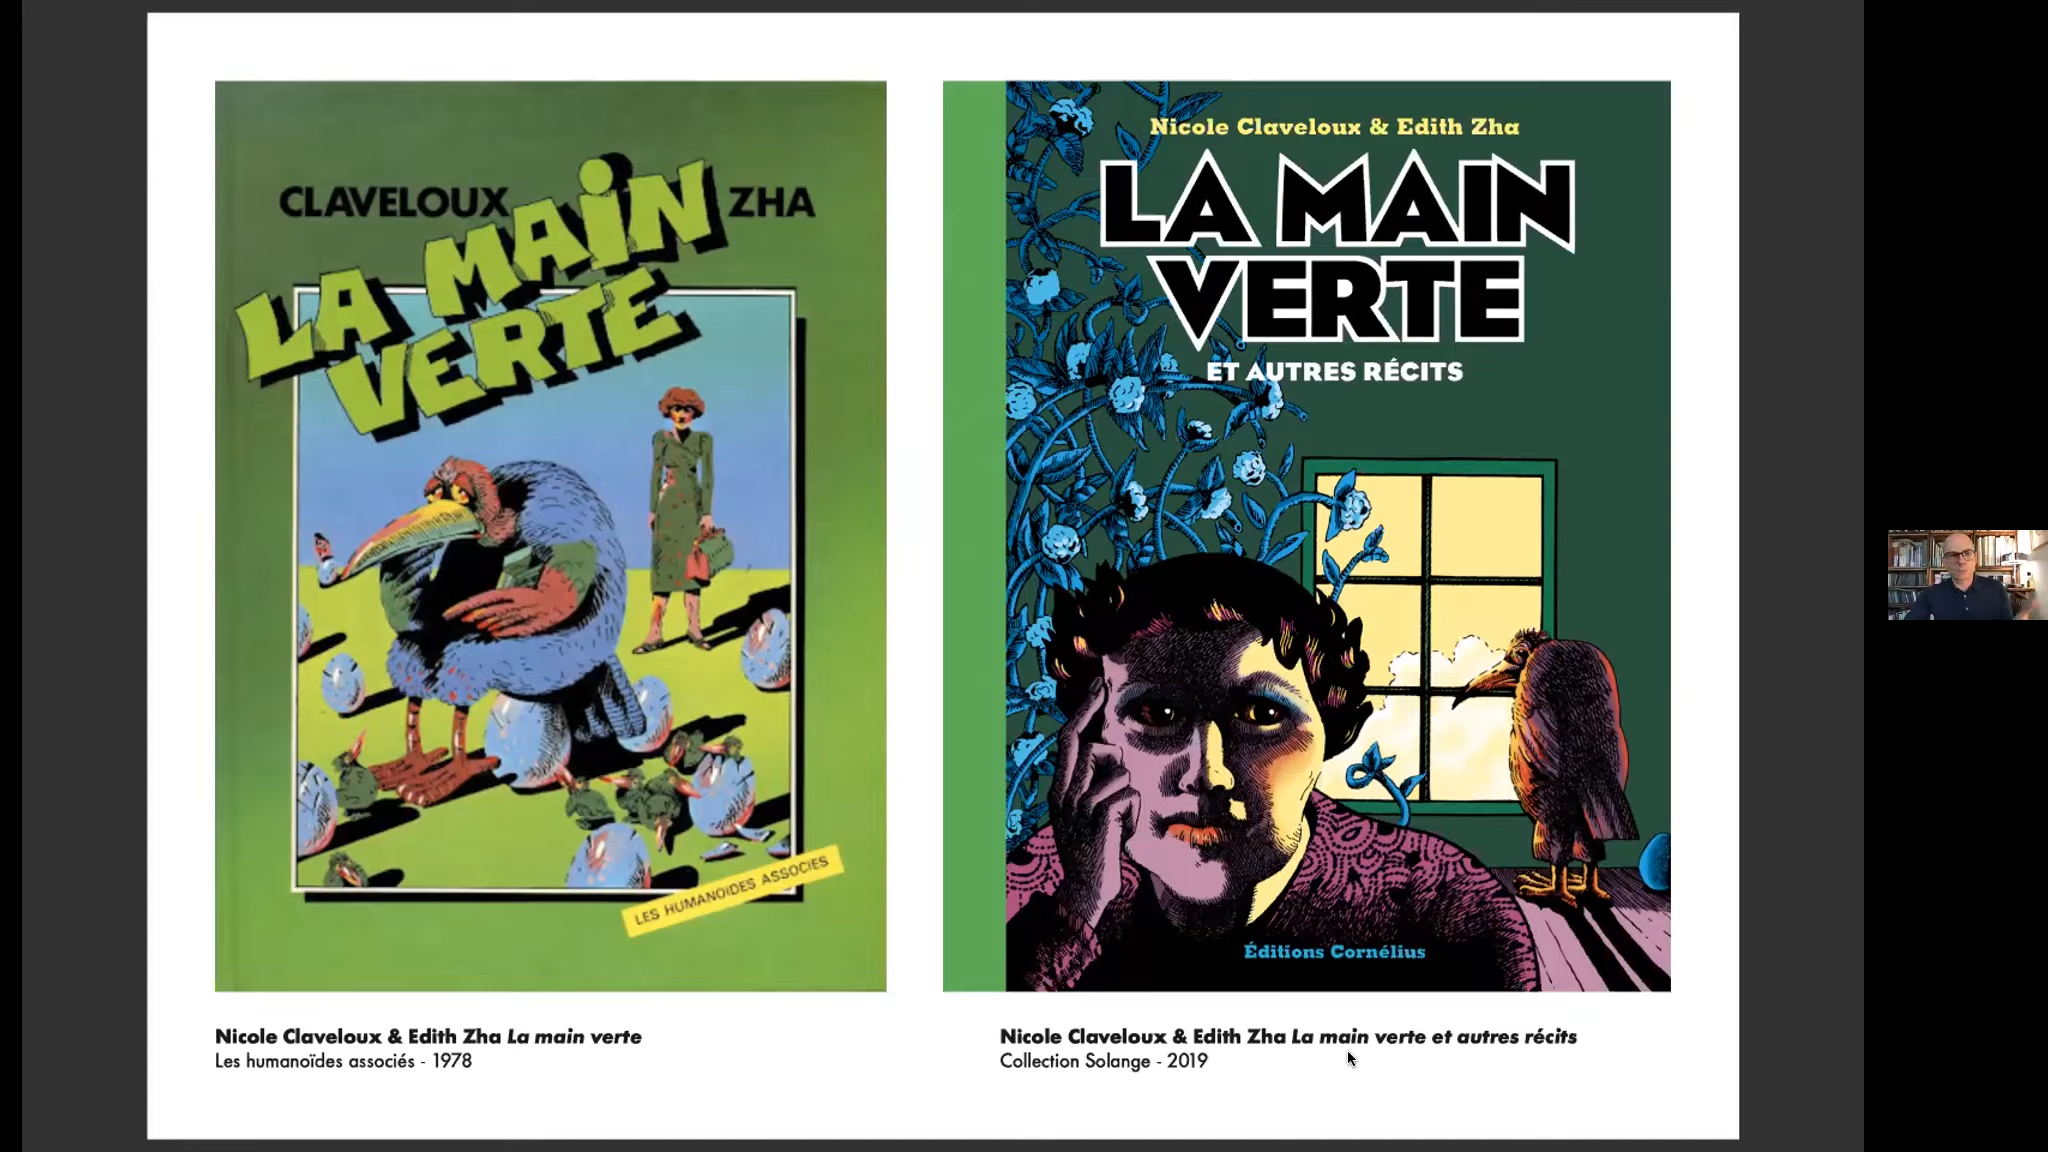 CLAVELOUX ZHA
LA MAiN
VERTE
LES HUMANOÏDES ASSOCIÉS
Nicole Claveloux & Edith Zha La main verte
Les humanoïdes associés - 1978
Nicole Claveloux & Edith Zha
LA MAIN
VERTE
ET AUTRES RÉCITS
Éditions Cornélius
Nicole Claveloux & Edith Zha La main verte et autres récits
Collection Solange - 2019